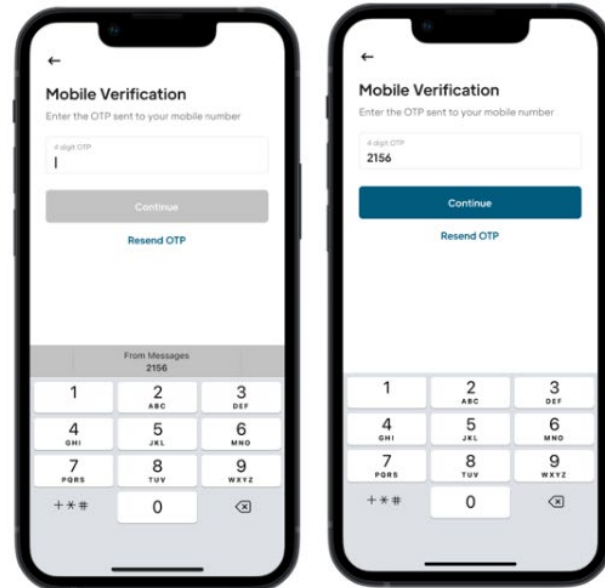 Mobile Verification
Enter the OTP sent to your mobile number
4 digit OTP
Continue
Resend OTP
From Messages
2156
1 2 3
ABC DEF
4 5 6
GHI JKL MNO
7 8 9
PQRS TUV WXYZ
+*# 0
Mobile Verification
Enter the OTP sent to your mobile number
4 digit OTP
2156
Continue
Resend OTP
1 2 3
ABC DEF
4 5 6
GHI JKL MNO
7 8 9
PQRS TUV WXYZ
+*# 0